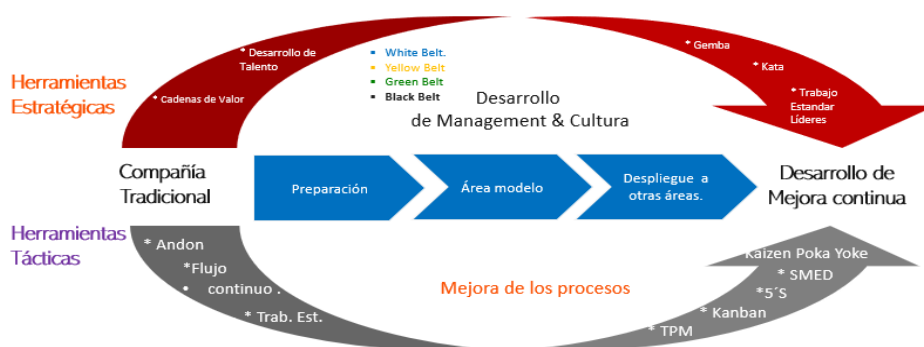 Herramientas
Estratégicas
* Desarrollo de
Talento
* Cadenas de Valor
White Belt.
Yellow Belt
Green Belt
Black Belt
Desarrollo
de Management & Cultura
* Gemba
* Kata
* Trabajo
Estandar
Líderes
Compañía
Tradicional
Preparación
Área modelo
Despliegue a
otras áreas.
Desarrollo de
Mejora continua
Herramientas
Tácticas
* Andon
*Flujo
• continuo .
* Trab. Est.
Mejora de los procesos
Kaizen Poka Yoke
* SMED
*5´S
* Kanban
* TPM